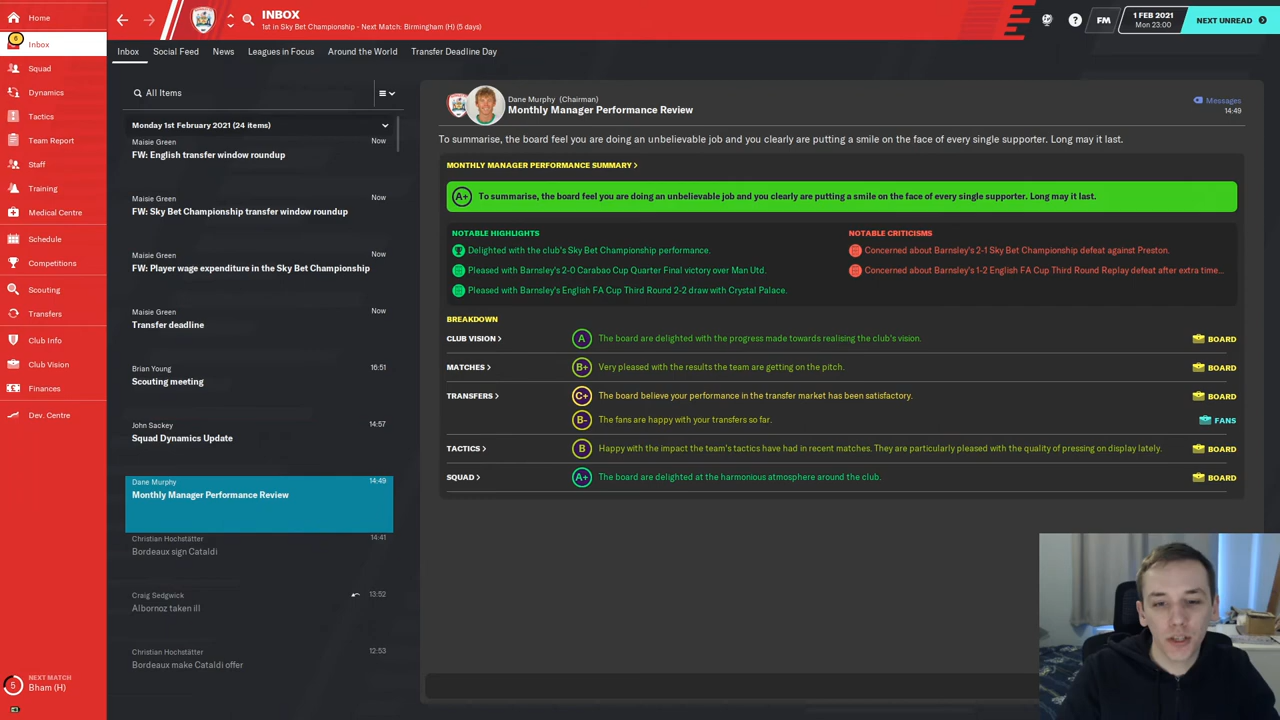 Home
6
Inbox
Squad
Dynamics
Tactics
Team Report
Staff
Training
Medical Centre
Schedule
Competitions
Scouting
Transfers
Club Info
Club Vision
Finances
Dev. Centre
5
NEXT MATCH
Bham (H)
INBOX
1st in Sky Bet Championship - Next Match: Birmingham (H) (5 days)
?
FM
1 FEB 2021
Mon 23:00
NEXT UNREAD
Inbox
Social Feed
News
Leagues in Focus
Around the World
Transfer Deadline Day
All Items
Monday 1st February 2021 (24 items)
Maisie Green
Now
FW: English transfer window roundup
Maisie Green
Now
FW: Sky Bet Championship transfer window roundup
Maisie Green
Now
FW: Player wage expenditure in the Sky Bet Championship
Maisie Green
Now
Transfer deadline
Brian Young
16:51
Scouting meeting
John Sackey
14:57
Squad Dynamics Update
Dane Murphy
14:49
Monthly Manager Performance Review
Christian Hochstätter
14:41
Bordeaux sign Cataldi
Craig Sedgwick
13:52
Albornoz taken ill
Christian Hochstätter
12:53
Bordeaux make Cataldi offer
Dane Murphy (Chairman)
Monthly Manager Performance Review
Messages
14:49
To summarise, the board feel you are doing an unbelievable job and you clearly are putting a smile on the face of every single supporter. Long may it last.
MONTHLY MANAGER PERFORMANCE SUMMARY >
A+ To summarise, the board feel you are doing an unbelievable job and you clearly are putting a smile on the face of every single supporter. Long may it last.
NOTABLE HIGHLIGHTS
Delighted with the club's Sky Bet Championship performance.
Pleased with Barnsley's 2-0 Carabao Cup Quarter Final victory over Man Utd.
Pleased with Barnsley's English FA Cup Third Round 2-2 draw with Crystal Palace.
NOTABLE CRITICISMS
Concerned about Barnsley's 2-1 Sky Bet Championship defeat against Preston.
Concerned about Barnsley's 1-2 English FA Cup Third Round Replay defeat after extra time...
BREAKDOWN
CLUB VISION > A The board are delighted with the progress made towards realising the club's vision. BOARD
MATCHES > B+ Very pleased with the results the team are getting on the pitch. BOARD
TRANSFERS > C+ The board believe your performance in the transfer market has been satisfactory. BOARD
B- The fans are happy with your transfers so far. FANS
TACTICS > B Happy with the impact the team's tactics have had in recent matches. They are particularly pleased with the quality of pressing on display lately. BOARD
SQUAD > A+ The board are delighted at the harmonious atmosphere around the club. BOARD